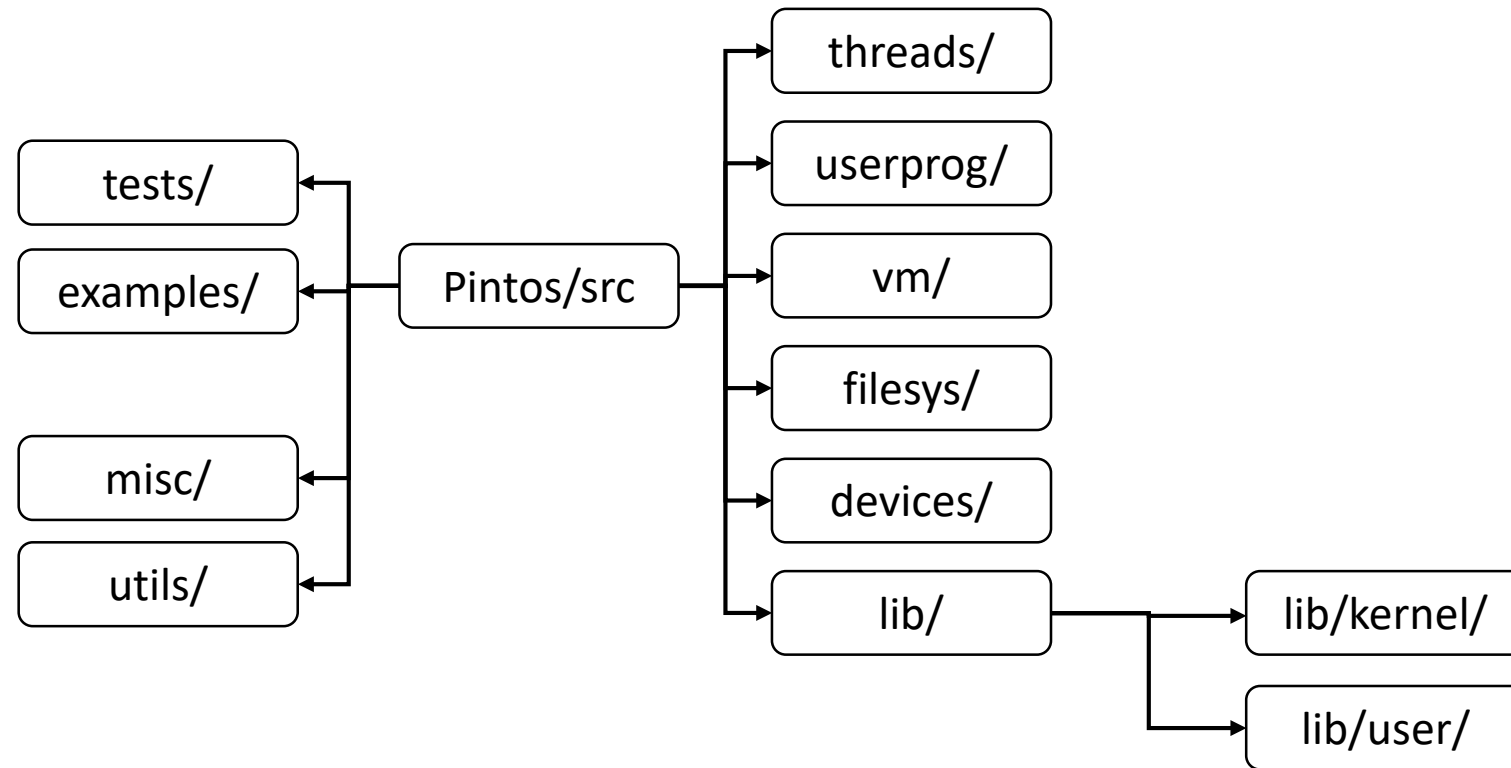 tests/
examples/
misc/
utils/
Pintos/src
threads/
userprog/
vm/
filesys/
devices/
lib/
lib/kernel/
lib/user/